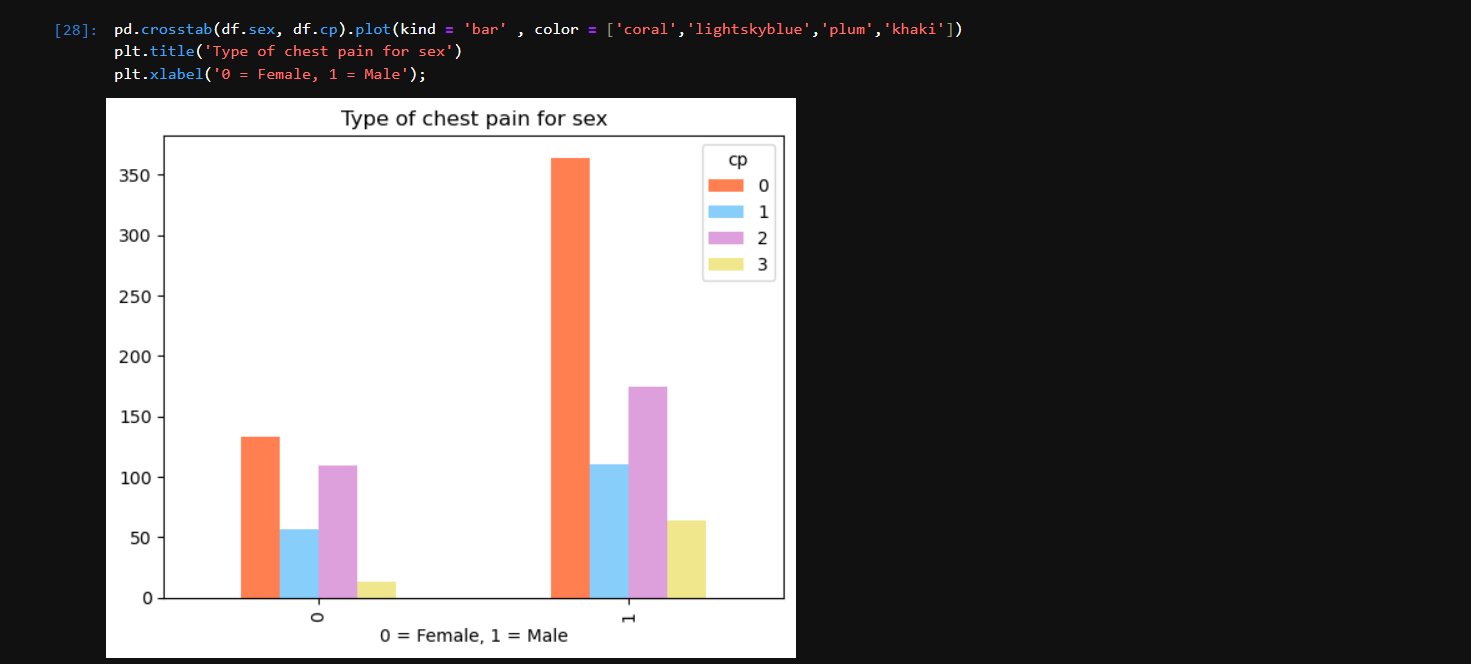 [28]: pd.crosstab(df.sex, df.cp).plot(kind = 'bar' , color = ['coral','lightskyblue','plum','khaki'])
plt.title('Type of chest pain for sex')
plt.xlabel('0 = Female, 1 = Male');
Type of chest pain for sex
cp
0
1
2
3
350
300
250
200
150
100
50
0
0 1
0 = Female, 1 = Male